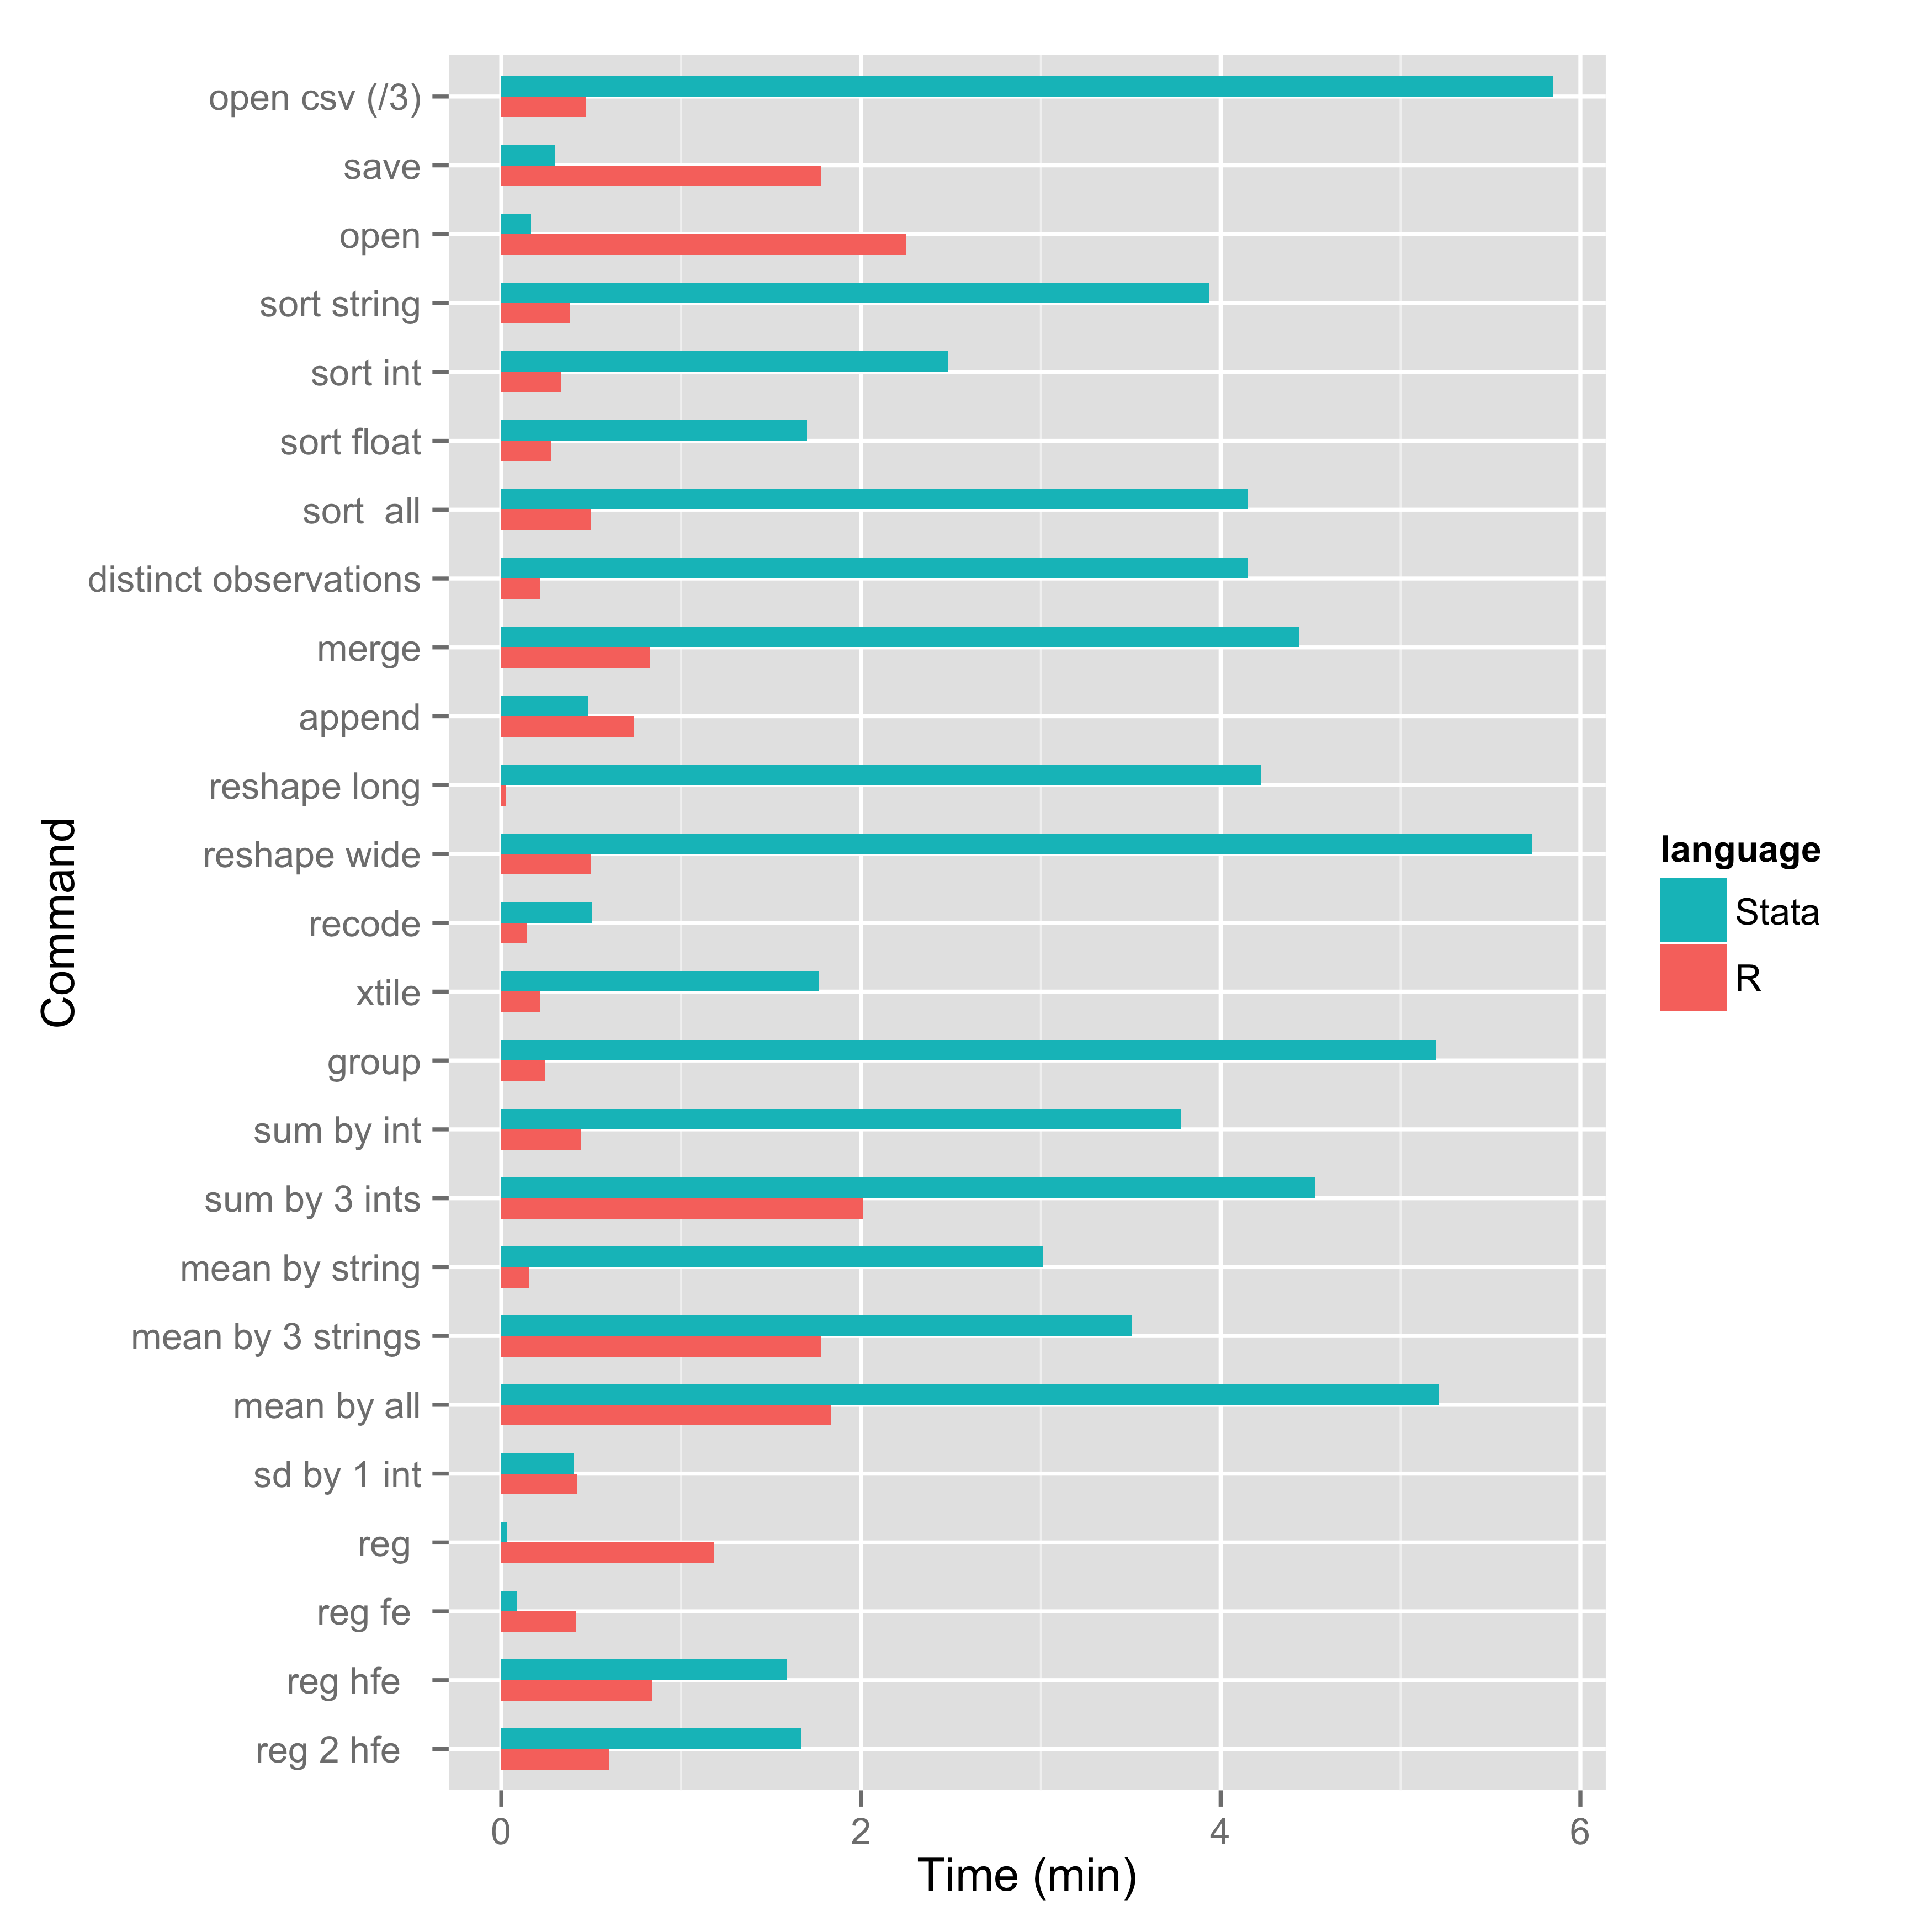 open csv (/3)
save
open
sort string
sort int
sort float
sort  all
distinct observations
merge
append
reshape long
reshape wide
recode
xtile
group
sum by int
sum by 3 ints
mean by string
mean by 3 strings
mean by all
sd by 1 int
reg
reg fe
reg hfe
reg 2 hfe
Command
0 2 4 6
Time (min)
language
Stata
R